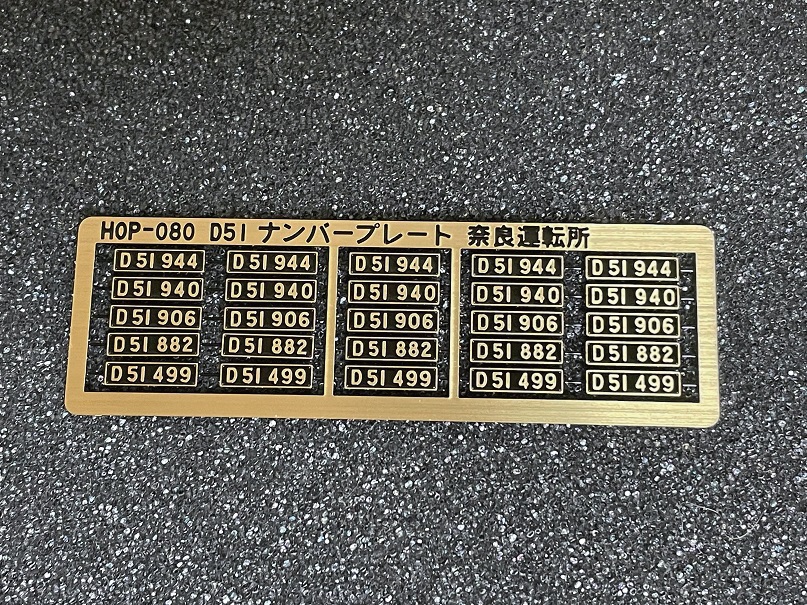 HOP-080 D51 ナンバープレート 奈良運転所
D51 944 D51 944 D51 944 D51 944 D51 944
D51 940 D51 940 D51 940 D51 940 D51 940
D51 906 D51 906 D51 906 D51 906 D51 906
D51 882 D51 882 D51 882 D51 882 D51 882
D51 499 D51 499 D51 499 D51 499 D51 499